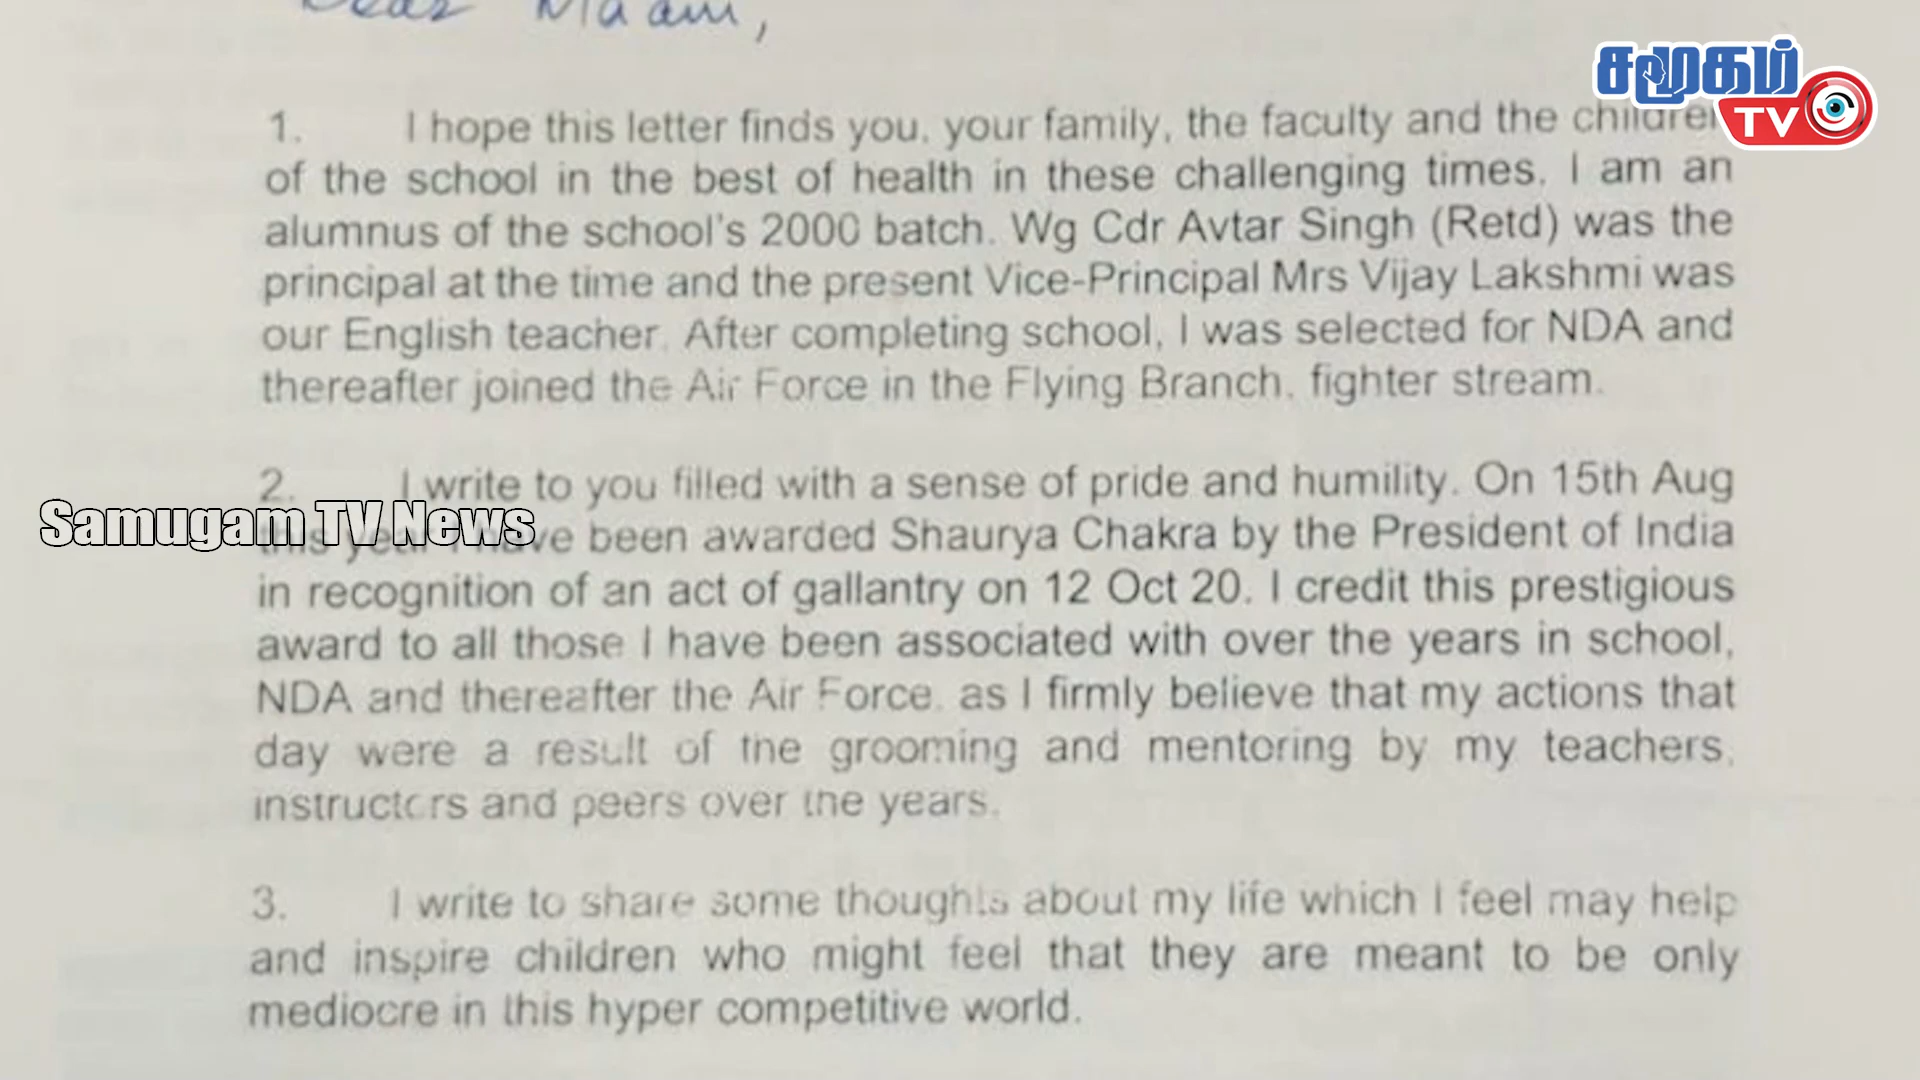 Dear Ma'am,
சமூகம்
TV
1. I hope this letter finds you, your family, the faculty and the children
of the school in the best of health in these challenging times. I am an
alumnus of the school's 2000 batch. Wg Cdr Avtar Singh (Retd) was the
principal at the time and the present Vice-Principal Mrs Vijay Lakshmi was
our English teacher. After completing school, I was selected for NDA and
thereafter joined the Air Force in the Flying Branch, fighter stream.
2. I write to you filled with a sense of pride and humility. On 15th Aug
Samugam TV News
this year I have been awarded Shaurya Chakra by the President of India
in recognition of an act of gallantry on 12 Oct 20. I credit this prestigious
award to all those I have been associated with over the years in school,
NDA and thereafter the Air Force, as I firmly believe that my actions that
day were a result of the grooming and mentoring by my teachers,
instructors and peers over the years.
3. I write to share some thoughts about my life which I feel may help
and inspire children who might feel that they are meant to be only
mediocre in this hyper competitive world.